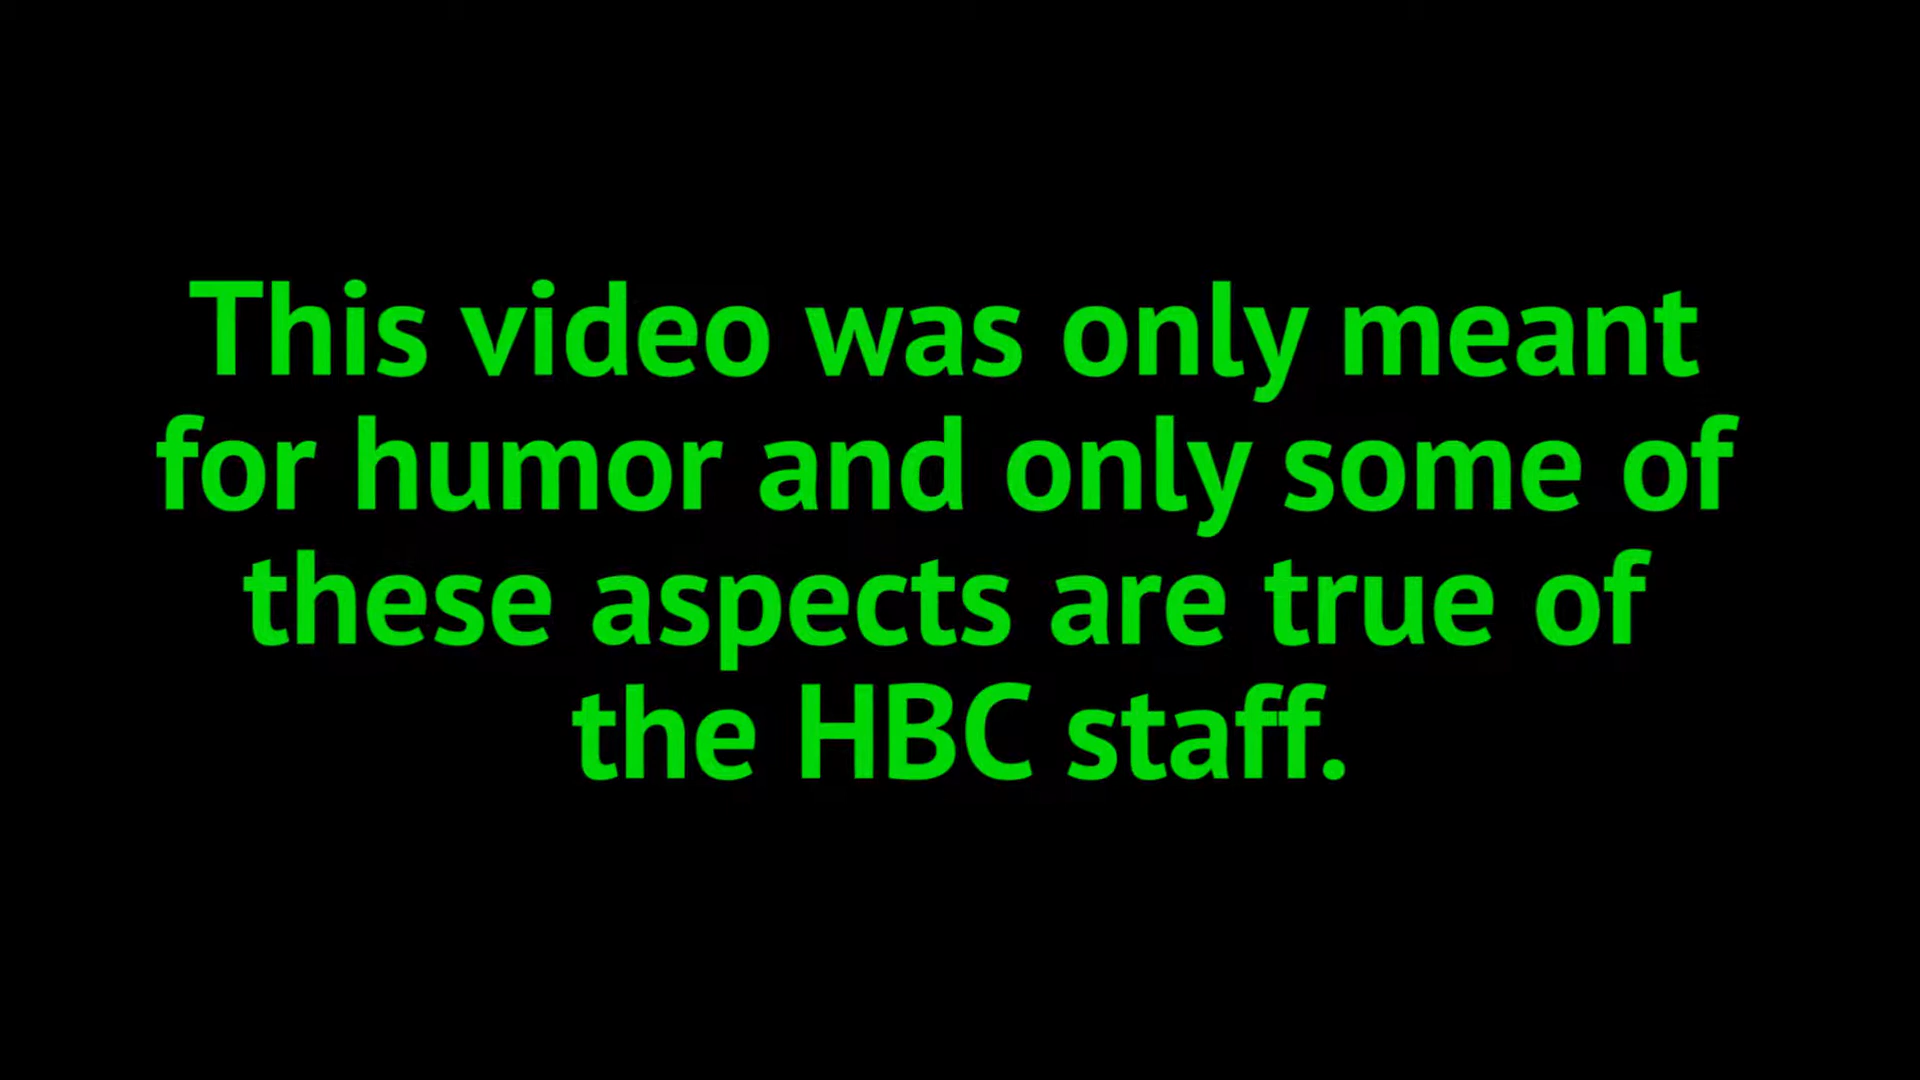 This video was only meant
for humor and only some of
these aspects are true of
the HBC staff.